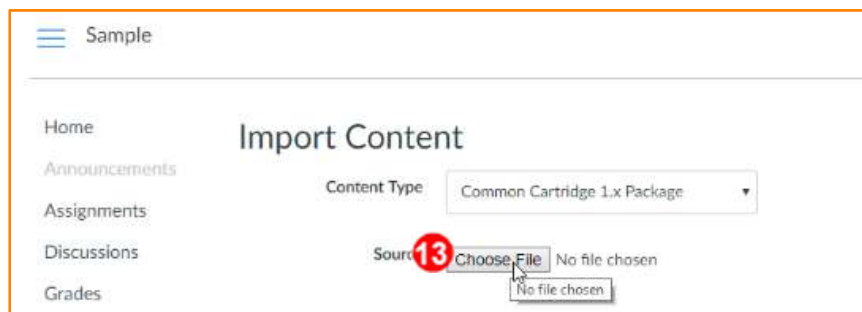 Sample
Home
Announcements
Assignments
Discussions
Grades
Import Content
Content Type Common Cartridge 1.x Package
Sourc 13 Choose File No file chosen
No file chosen